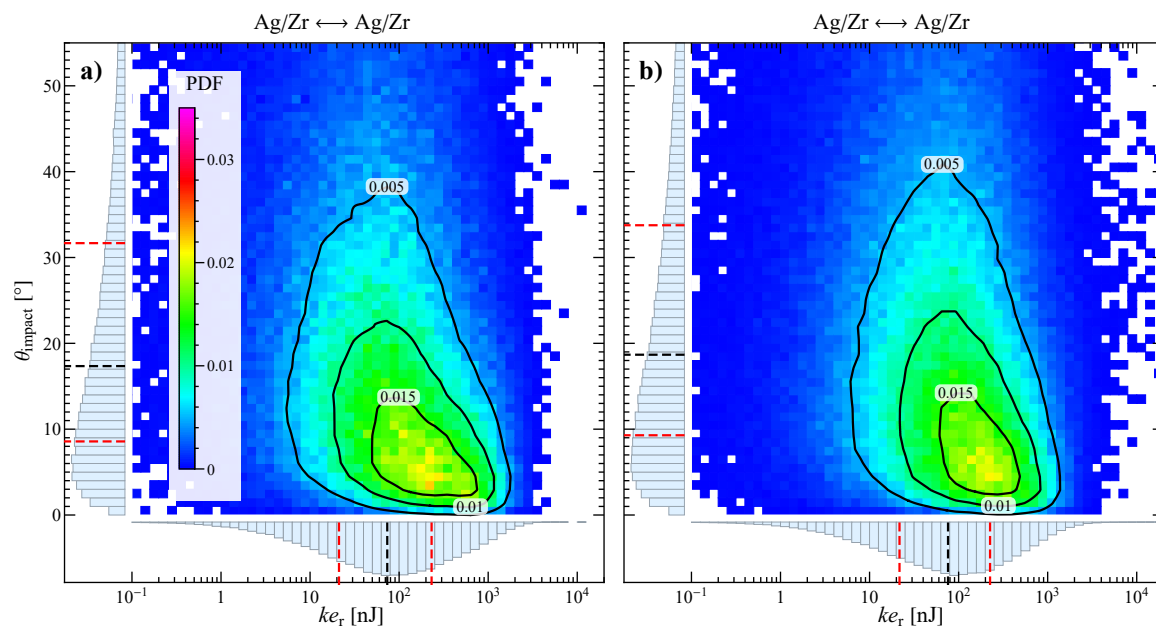 Ag/Zr ⟷ Ag/Zr
a)
PDF
0.03
0.02
0.01
0
50
40
30
20
10
0
θimpact [°]
0.005
0.015
0.01
10⁻¹ 1 10 10² 10³ 10⁴
keᵣ [nJ]
Ag/Zr ⟷ Ag/Zr
b)
0.005
0.015
0.01
10⁻¹ 1 10 10² 10³ 10⁴
keᵣ [nJ]